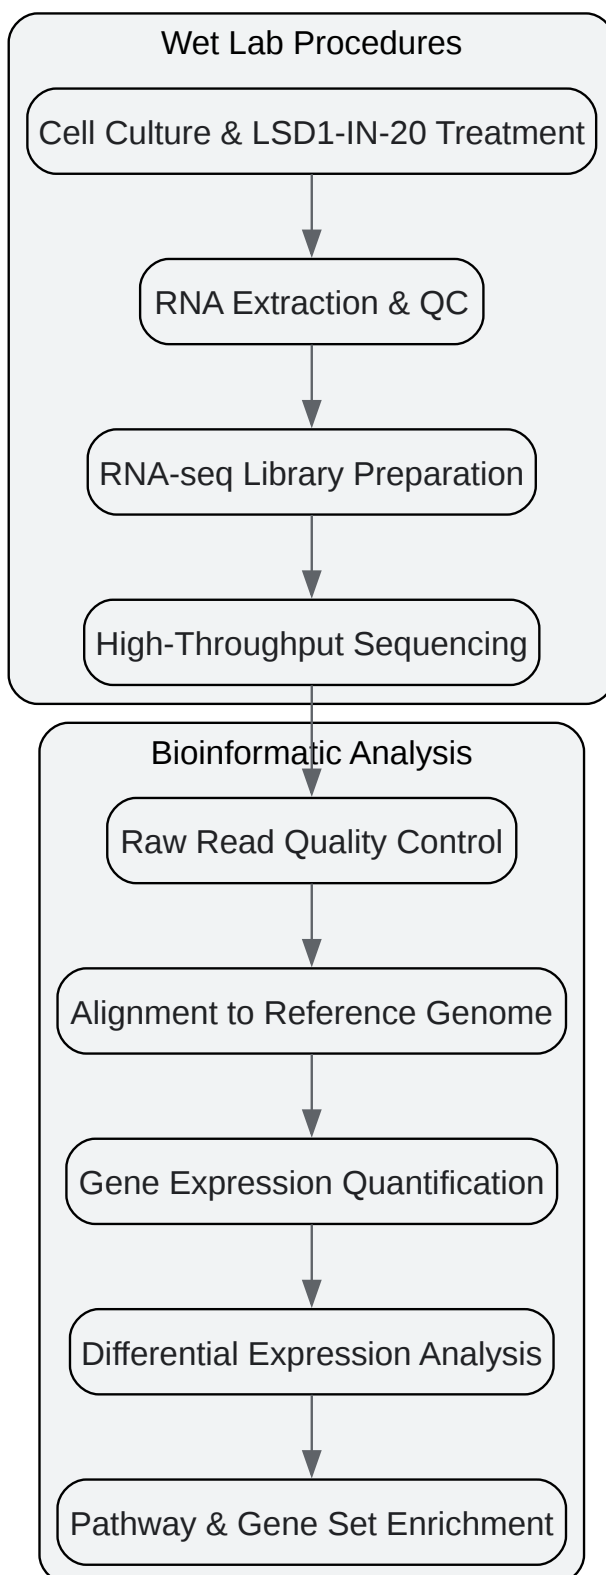 Wet Lab Procedures
Cell Culture & LSD1-IN-20 Treatment
RNA Extraction & QC
RNA-seq Library Preparation
High-Throughput Sequencing
Bioinformatic Analysis
Raw Read Quality Control
Alignment to Reference Genome
Gene Expression Quantification
Differential Expression Analysis
Pathway & Gene Set Enrichment